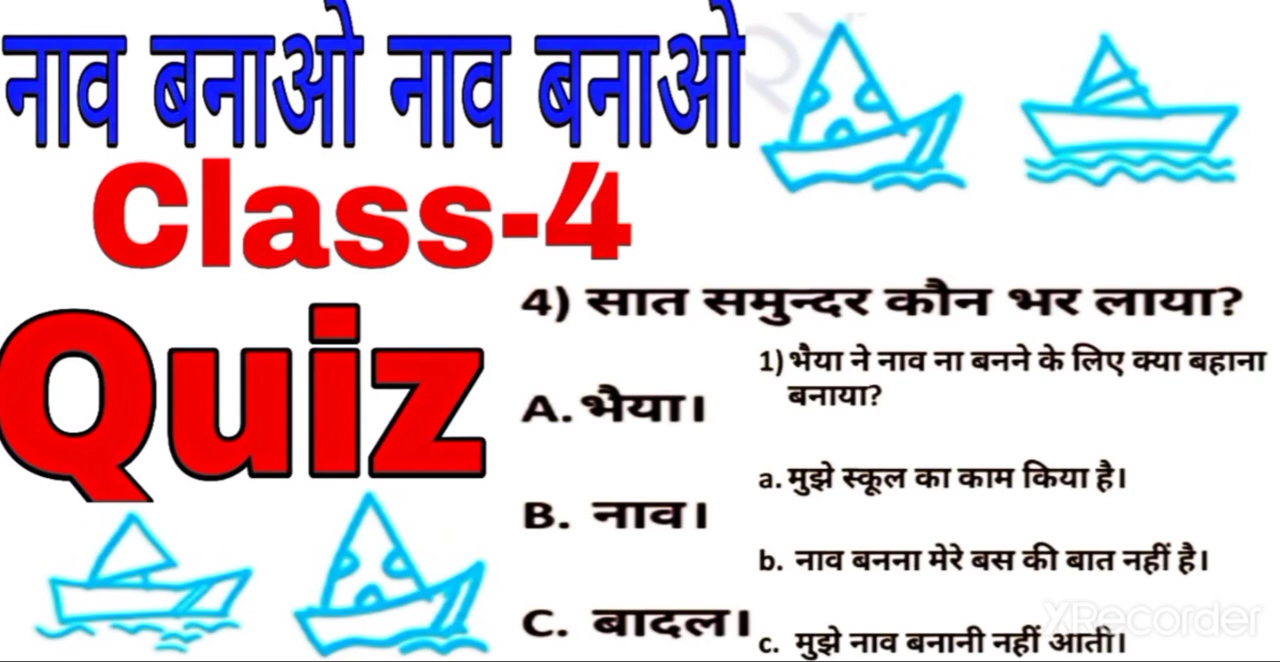 नाव बनाओ नाव बनाओ
Class-4
Quiz
4) सात समुन्दर कौन भर लाया?
A. भैया।
B. नाव।
C. बादल।
1) भैया ने नाव ना बनने के लिए क्या बहाना
बनाया?
a. मुझे स्कूल का काम किया है।
b. नाव बनना मेरे बस की बात नहीं है।
c. मुझे नाव बनानी नहीं आती।
XRecorder